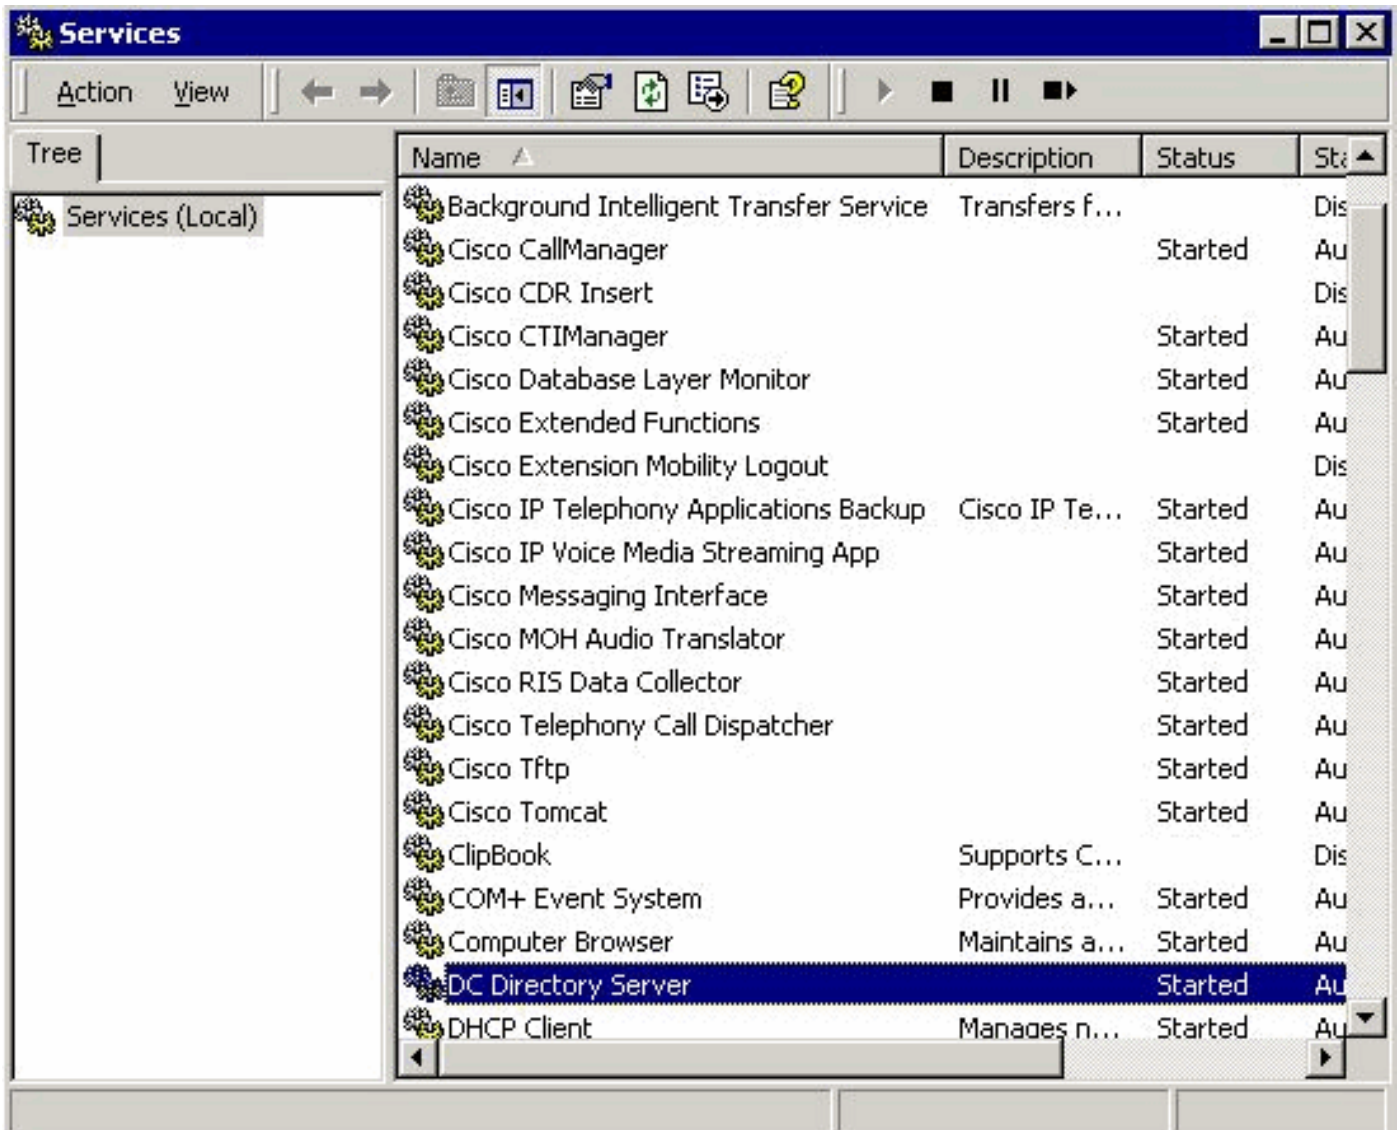 Services
Action View
Tree
Services (Local)
Name Description Status Sta
Background Intelligent Transfer Service Transfers f... Dis
Cisco CallManager Started Au
Cisco CDR Insert Dis
Cisco CTIManager Started Au
Cisco Database Layer Monitor Started Au
Cisco Extended Functions Started Au
Cisco Extension Mobility Logout Dis
Cisco IP Telephony Applications Backup Cisco IP Te... Started Au
Cisco IP Voice Media Streaming App Started Au
Cisco Messaging Interface Started Au
Cisco MOH Audio Translator Started Au
Cisco RIS Data Collector Started Au
Cisco Telephony Call Dispatcher Started Au
Cisco Tftp Started Au
Cisco Tomcat Started Au
ClipBook Supports C... Dis
COM+ Event System Provides a... Started Au
Computer Browser Maintains a... Started Au
DC Directory Server Started Au
DHCP Client Manages n... Started Au